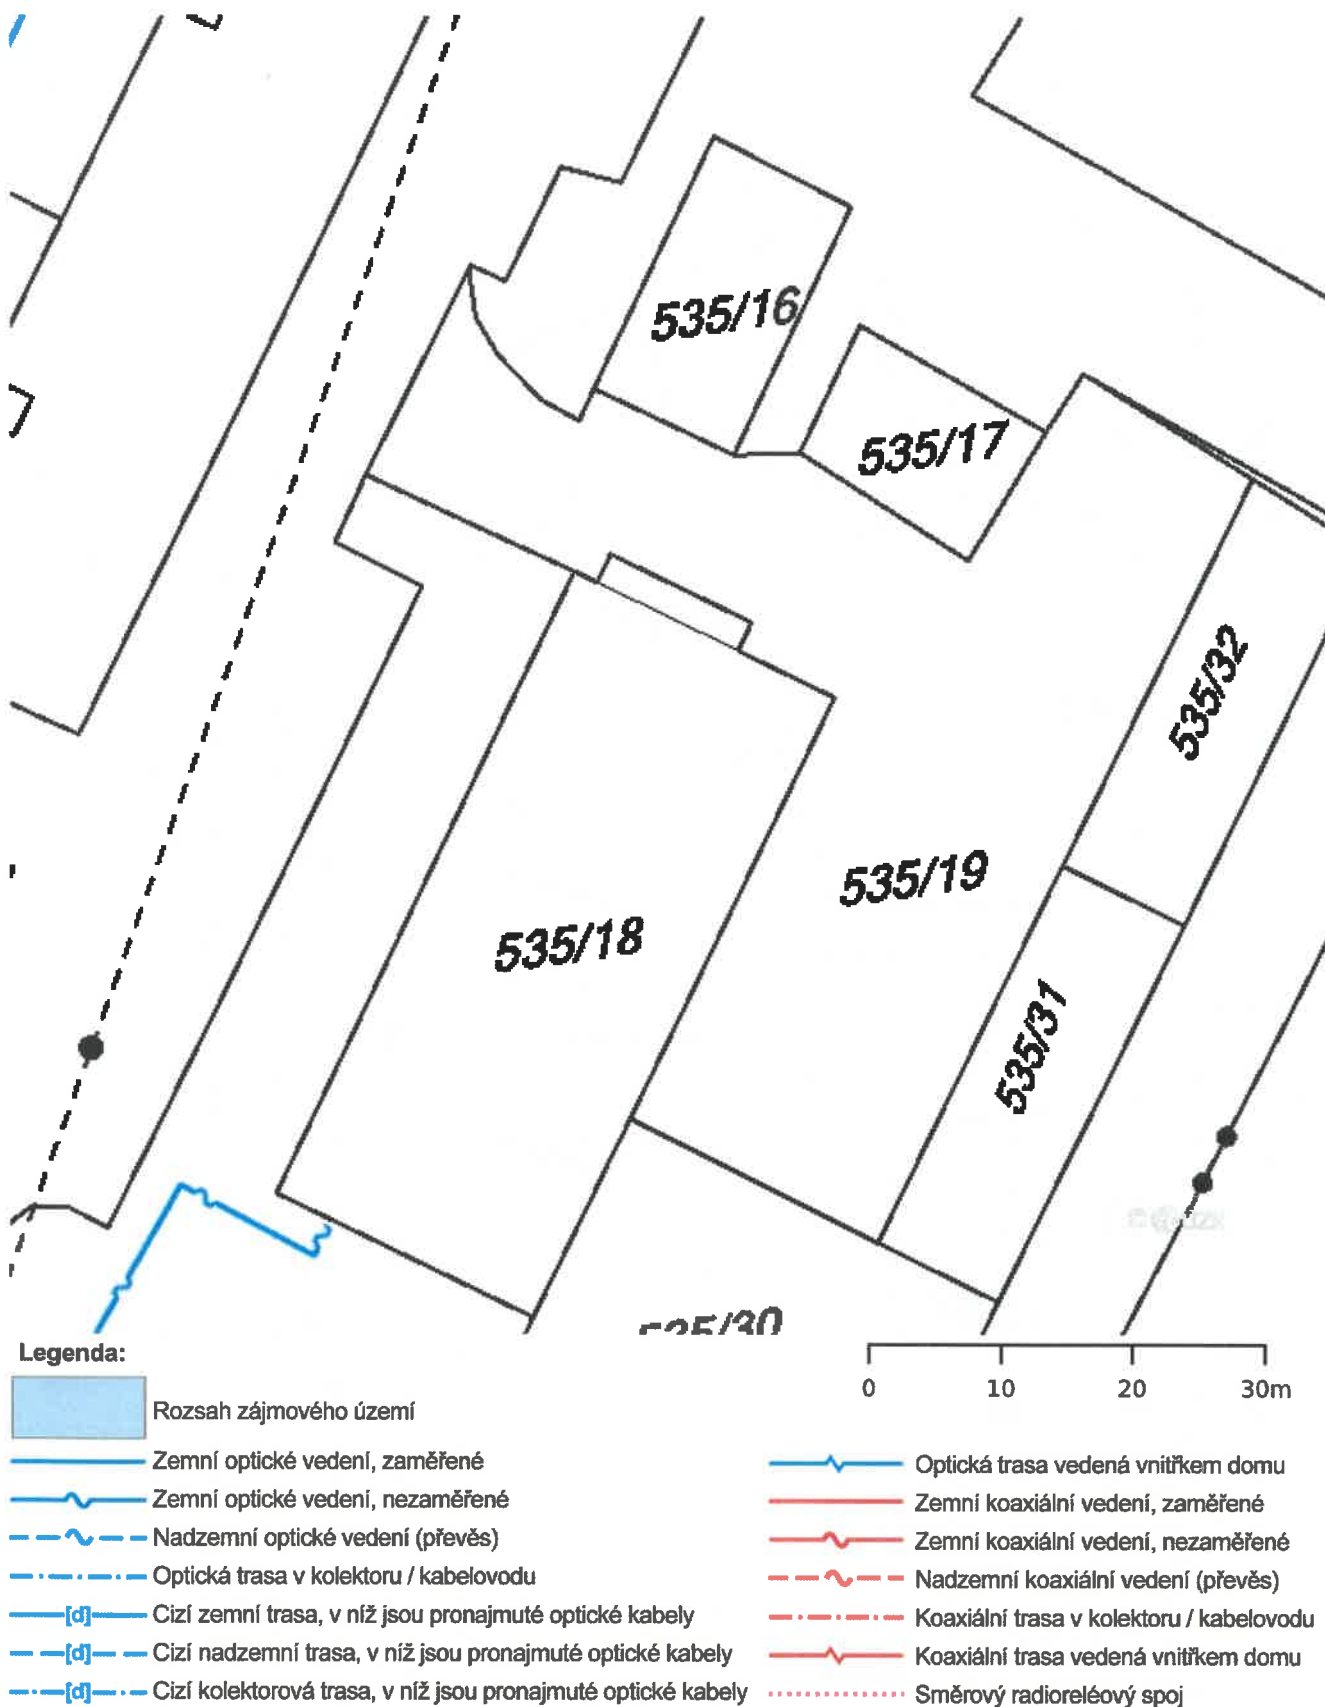 535/16
535/17
535/32
535/19
535/18
535/31
535/30
Legenda:
0 10 20 30m
Rozsah zájmového území
Zemní optické vedení, zaměřené
Zemní optické vedení, nezaměřené
Nadzemní optické vedení (převěs)
Optická trasa v kolektoru / kabelovodu
[d] Cizí zemní trasa, v níž jsou pronajmuté optické kabely
[d] Cizí nadzemní trasa, v níž jsou pronajmuté optické kabely
[d] Cizí kolektorová trasa, v níž jsou pronajmuté optické kabely
Optická trasa vedená vnitřkem domu
Zemní koaxiální vedení, zaměřené
Zemní koaxiální vedení, nezaměřené
Nadzemní koaxiální vedení (převěs)
Koaxiální trasa v kolektoru / kabelovodu
Koaxiální trasa vedená vnitřkem domu
Směrový radioreléový spoj